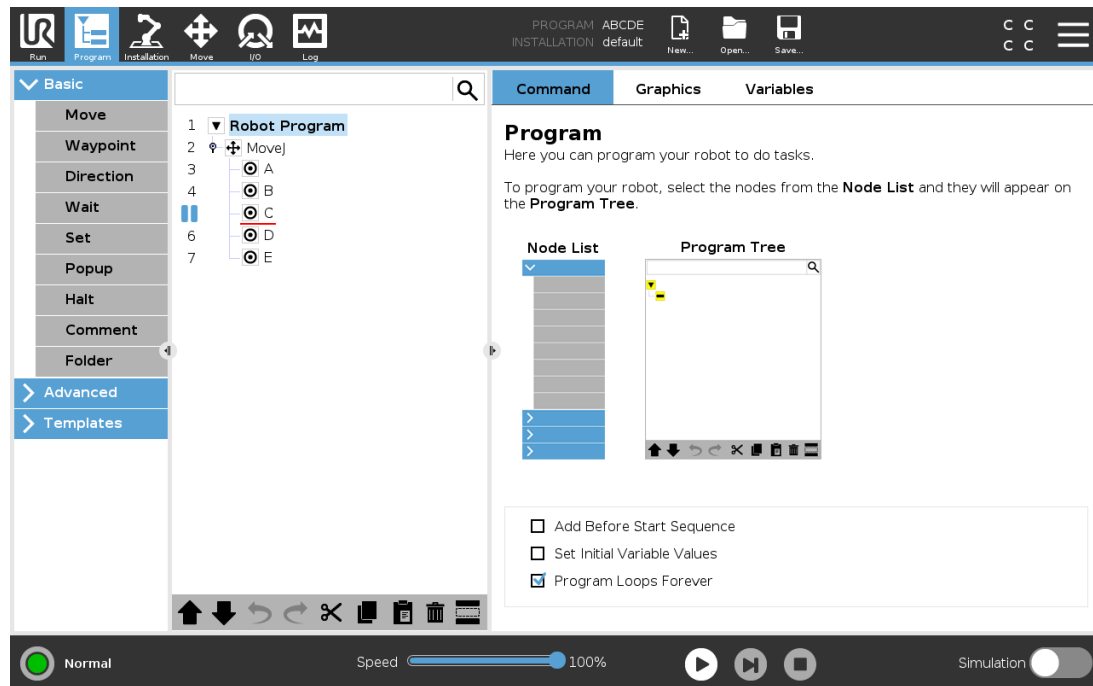 UR
Run
Program
Installation
Move
I/O
Log
PROGRAM ABCDE
INSTALLATION default
New...
Open...
Save...
C C
C C
Basic
Move
Waypoint
Direction
Wait
Set
Popup
Halt
Comment
Folder
Advanced
Templates
1 Robot Program
2 MoveJ
3 A
4 B
C
6 D
7 E
Command Graphics Variables
Program
Here you can program your robot to do tasks.
To program your robot, select the nodes from the Node List and they will appear on
the Program Tree.
Node List Program Tree
Add Before Start Sequence
Set Initial Variable Values
Program Loops Forever
Normal
Speed 100%
Simulation